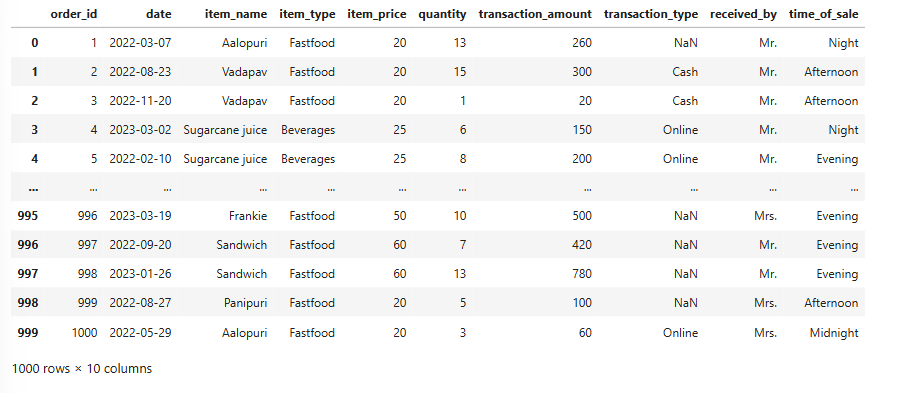 order_id date item_name item_type item_price quantity transaction_amount transaction_type received_by time_of_sale
0 1 2022-03-07 Aalopuri Fastfood 20 13 260 NaN Mr. Night
1 2 2022-08-23 Vadapav Fastfood 20 15 300 Cash Mr. Afternoon
2 3 2022-11-20 Vadapav Fastfood 20 1 20 Cash Mr. Afternoon
3 4 2023-03-02 Sugarcane juice Beverages 25 6 150 Online Mr. Night
4 5 2022-02-10 Sugarcane juice Beverages 25 8 200 Online Mr. Evening
... ... ... ... ... ... ... ... ... ... ...
995 996 2023-03-19 Frankie Fastfood 50 10 500 NaN Mrs. Evening
996 997 2022-09-20 Sandwich Fastfood 60 7 420 NaN Mr. Evening
997 998 2023-01-26 Sandwich Fastfood 60 13 780 NaN Mr. Evening
998 999 2022-08-27 Panipuri Fastfood 20 5 100 NaN Mrs. Afternoon
999 1000 2022-05-29 Aalopuri Fastfood 20 3 60 Online Mrs. Midnight
1000 rows × 10 columns